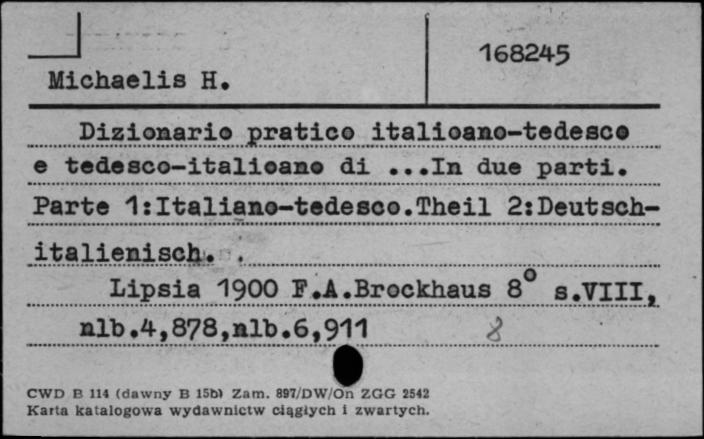 168245
Michaelis H.
Dizionario pratico italioano-tedesco
e tedesco-italioano di ...In due parti.
Parte 1:Italiano-tedesco.Theil 2:Deutsch-
italienisch. .
Lipsia 1900 F.A.Brockhaus 8° s.VIII,
nlb.4,878,nlb.6,911
8
CWD B 114 (dawny B 15b) Zam. 897/DW/On ZGG 2542
Karta katalogowa wydawnictw ciągłych i zwartych.